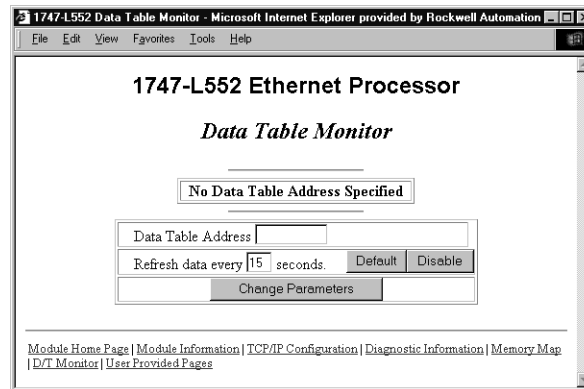 1747-L552 Data Table Monitor - Microsoft Internet Explorer provided by Rockwell Automation
File Edit View Favorites Tools Help
1747-L552 Ethernet Processor
Data Table Monitor
No Data Table Address Specified
Data Table Address
Refresh data every 15 seconds. Default Disable
Change Parameters
Module Home Page | Module Information | TCP/IP Configuration | Diagnostic Information | Memory Map
| D/T Monitor | User Provided Pages